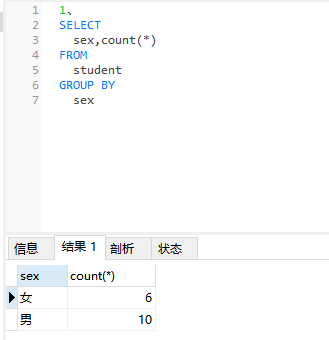 1 1、
2 SELECT
3 sex,count(*)
4 FROM
5 student
6 GROUP BY
7 sex
信息 结果 1 剖析 状态
sex count(*)
女 6
男 10